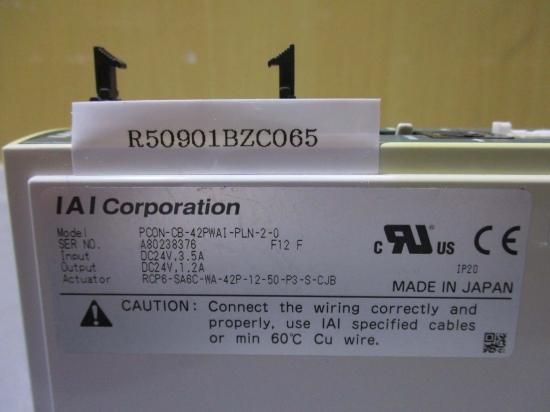 R50901BZC065
IAI Corporation
Model PCON-CB-42PWAI-PLN-2-0
SER NO. A80238376 F12 F
Input DC24V,3.5A
Output DC24V,1.2A
Actuator RCP6-SA6C-WA-42P-12-50-P3-S-CJB
c RU US
IP20
MADE IN JAPAN
CAUTION: Connect the wiring correctly and
properly, use IAI specified cables
or min 60℃ Cu wire.